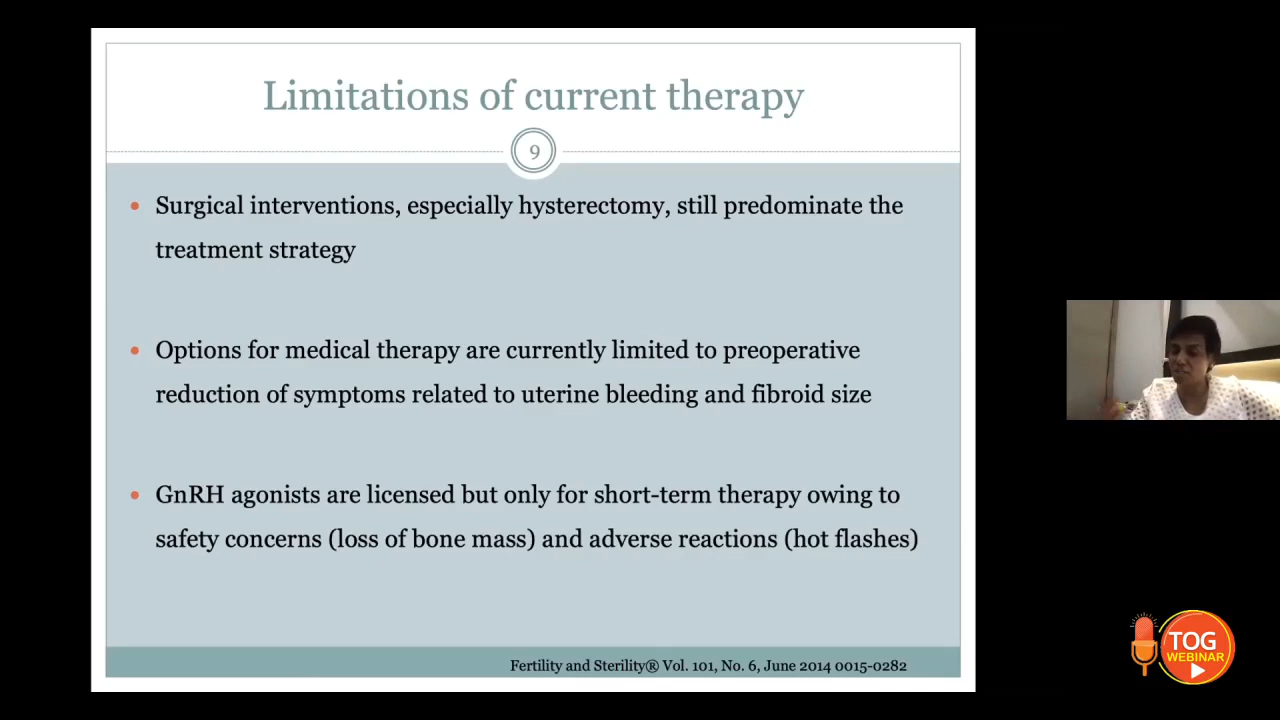 Limitations of current therapy
9
• Surgical interventions, especially hysterectomy, still predominate the
treatment strategy
• Options for medical therapy are currently limited to preoperative
reduction of symptoms related to uterine bleeding and fibroid size
• GnRH agonists are licensed but only for short-term therapy owing to
safety concerns (loss of bone mass) and adverse reactions (hot flashes)
Fertility and Sterility® Vol. 101, No. 6, June 2014 0015-0282
TOG
WEBINAR